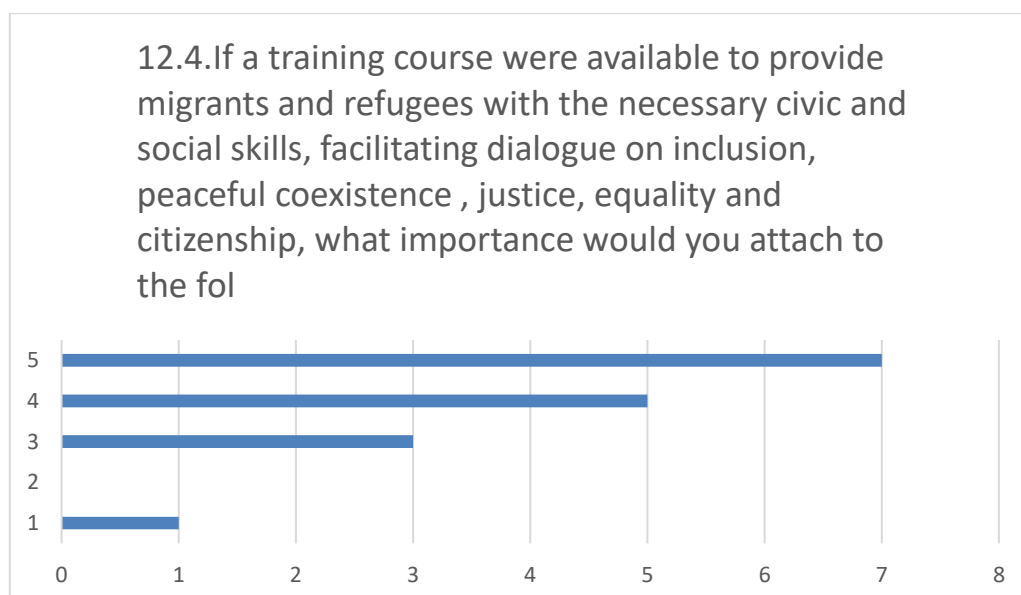 12.4.If a training course were available to provide
migrants and refugees with the necessary civic and
social skills, facilitating dialogue on inclusion,
peaceful coexistence , justice, equality and
citizenship, what importance would you attach to
the fol
5
4
3
2
1
0 1 2 3 4 5 6 7 8